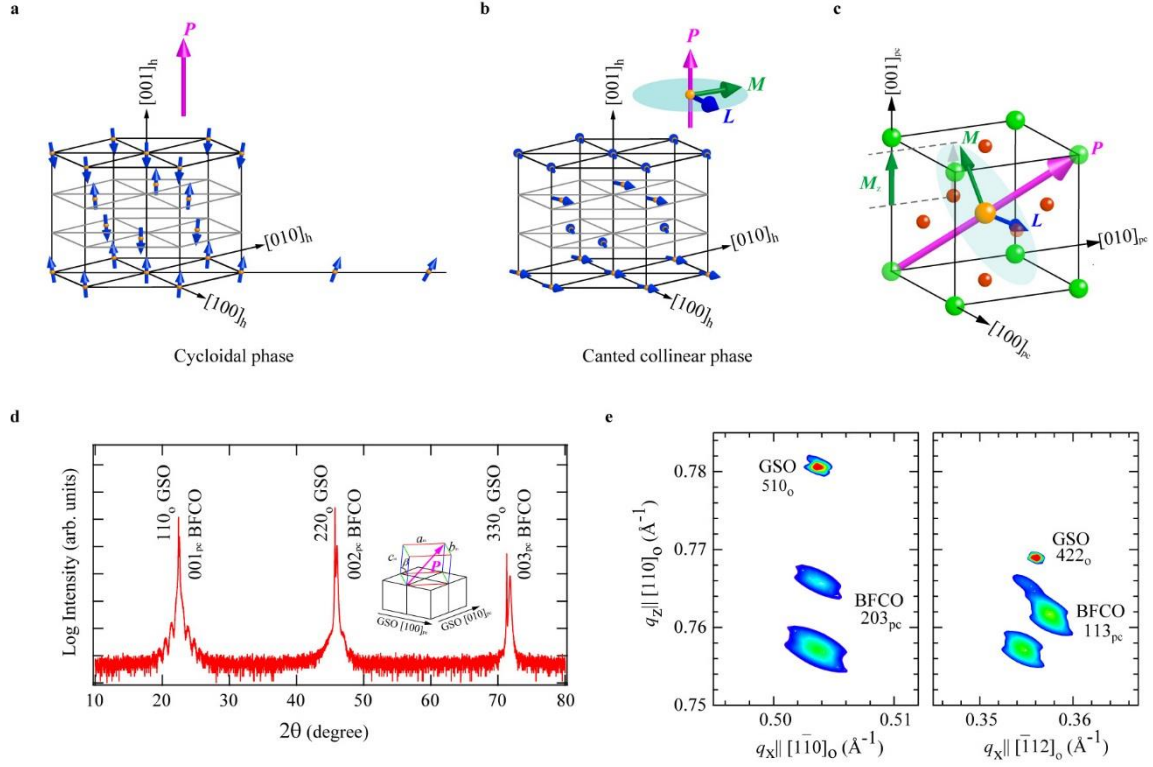 a
P
[001]h
[010]h
[100]h
Cycloidal phase
b
P
[001]h
M
L
[010]h
[100]h
Canted collinear phase
c
[001]pc
M
P
Mz
L
[010]pc
[100]pc
d
Log Intensity (arb. units)
110o GSO
001pc BFCO
220o GSO
002pc BFCO
330o GSO
003pc BFCO
P
GSO [100]pc
GSO [010]pc
10 20 30 40 50 60 70 80
2θ (degree)
e
qZ|| [110]o (Å-1)
0.78
0.77
0.76
0.75
GSO
510o
BFCO
203pc
0.50 0.51
qX|| [11̅0]o (Å-1)
GSO
422o
BFCO
113pc
0.35 0.36
qX|| [1̅12]o (Å-1)